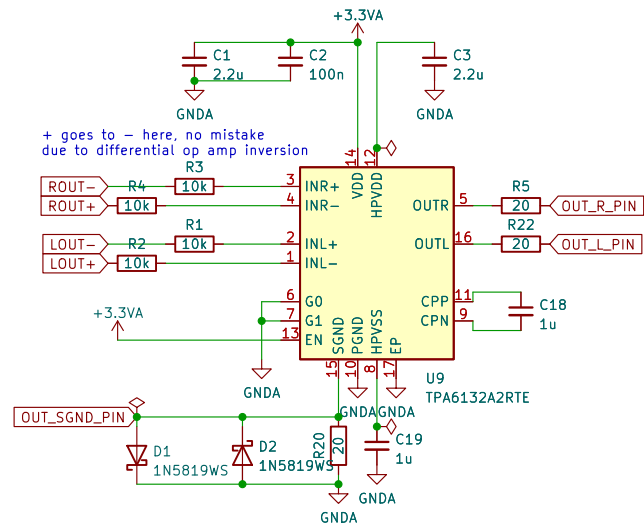 +3.3VA
C1
2.2u
C2
100n
C3
2.2u
GNDA
GNDA
+ goes to - here, no mistake
due to differential op amp inversion
14
12
VDD
HPVDD
ROUT-
R3
10k
3
INR+
ROUT+
R4
10k
4
INR-
OUTR
5
R5
20
OUT_R_PIN
LOUT-
R1
10k
2
INL+
LOUT+
R2
10k
1
INL-
OUTL
16
R22
20
OUT_L_PIN
6
G0
7
G1
13
EN
+3.3VA
CPP
11
CPN
9
C18
1u
SGND
PGND
HPVSS
EP
15
10
8
17
GNDA
GNDA
GNDA
U9
TPA6132A2RTE
OUT_SGND_PIN
D1
1N5819WS
D2
1N5819WS
R20
20
C19
1u
GNDA
GNDA